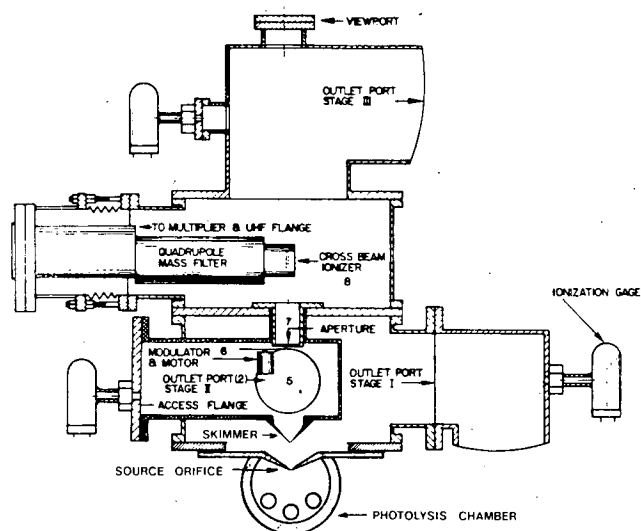 VIEWPORT
OUTLET PORT
STAGE III
TO MULTIPLIER & UHF FLANGE
QUADRUPOLE
MASS FILTER
CROSS BEAM
IONIZER
8
IONIZATION GAGE
7
APERTURE
MODULATOR 6
& MOTOR
OUTLET PORT(2)
STAGE II
5
OUTLET PORT
STAGE I
ACCESS FLANGE
SKIMMER
SOURCE ORIFICE
PHOTOLYSIS CHAMBER